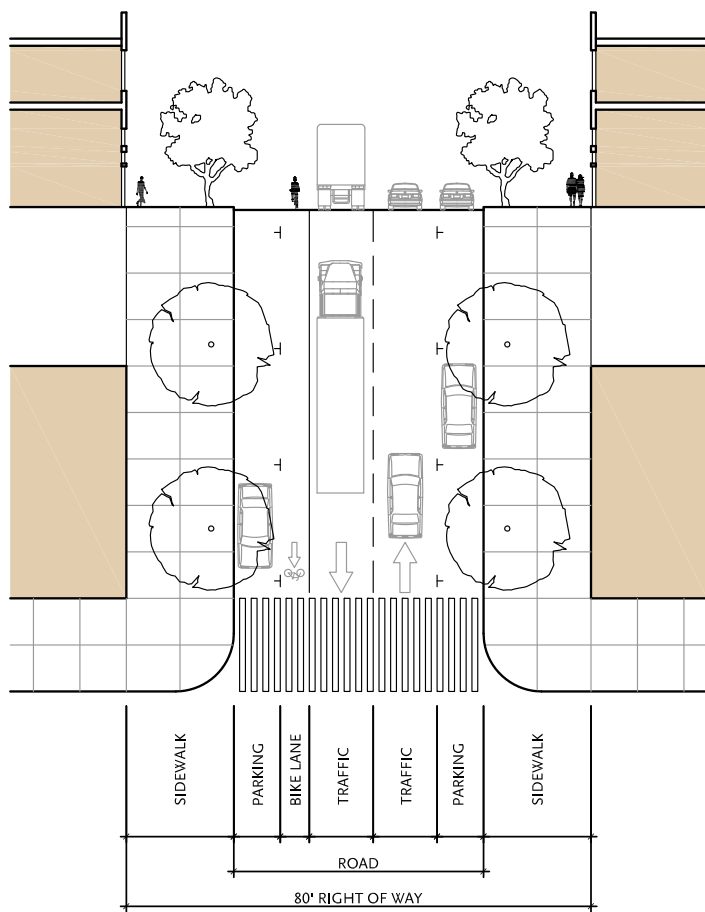 SIDEWALK
PARKING
BIKE LANE
TRAFFIC
TRAFFIC
PARKING
SIDEWALK
ROAD
80' RIGHT OF WAY